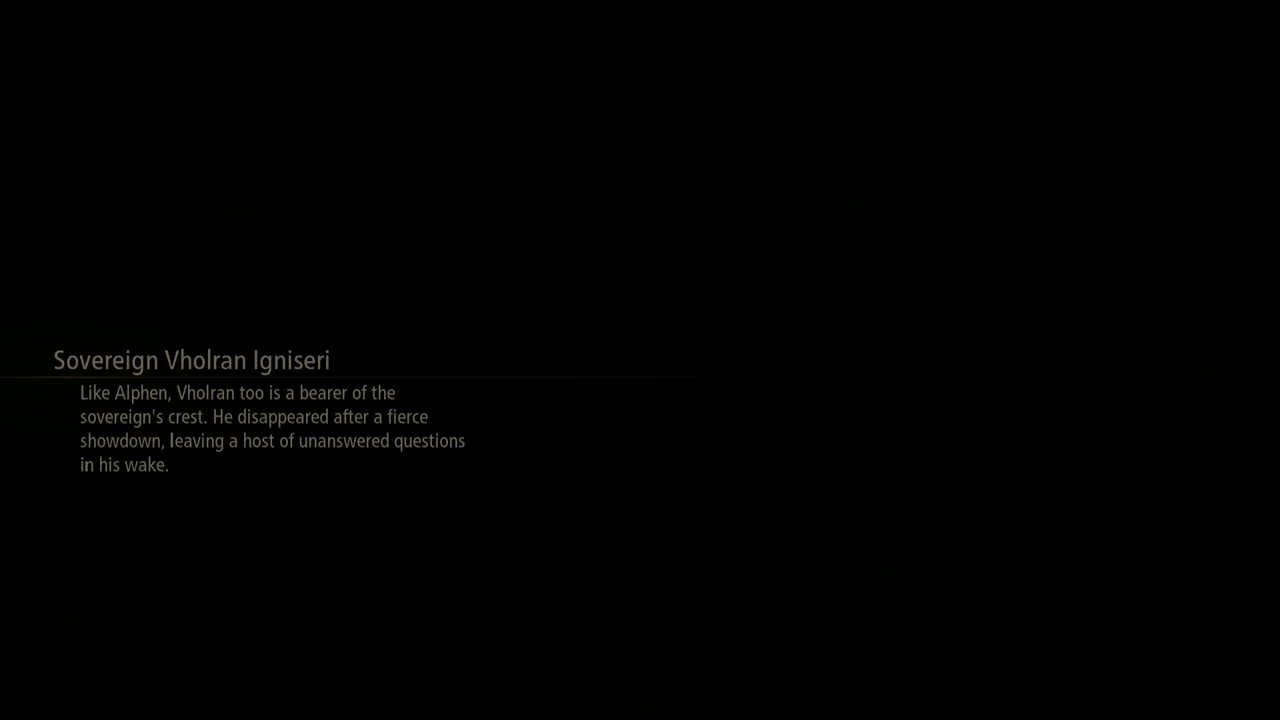 Sovereign Vholran Igniseri
Like Alphen, Vholran too is a bearer of the
sovereign's crest. He disappeared after a fierce
showdown, leaving a host of unanswered questions
in his wake.